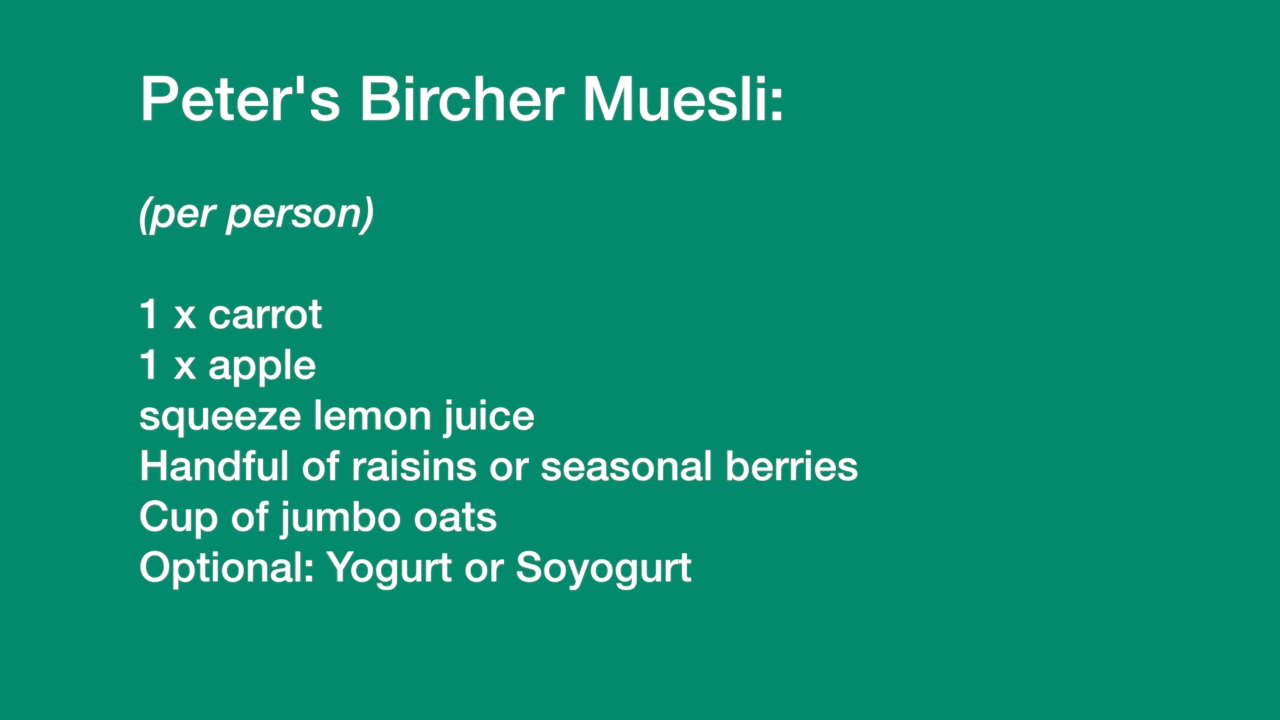 Peter's Bircher Muesli:
(per person)
1 x carrot
1 x apple
squeeze lemon juice
Handful of raisins or seasonal berries
Cup of jumbo oats
Optional: Yogurt or Soyogurt